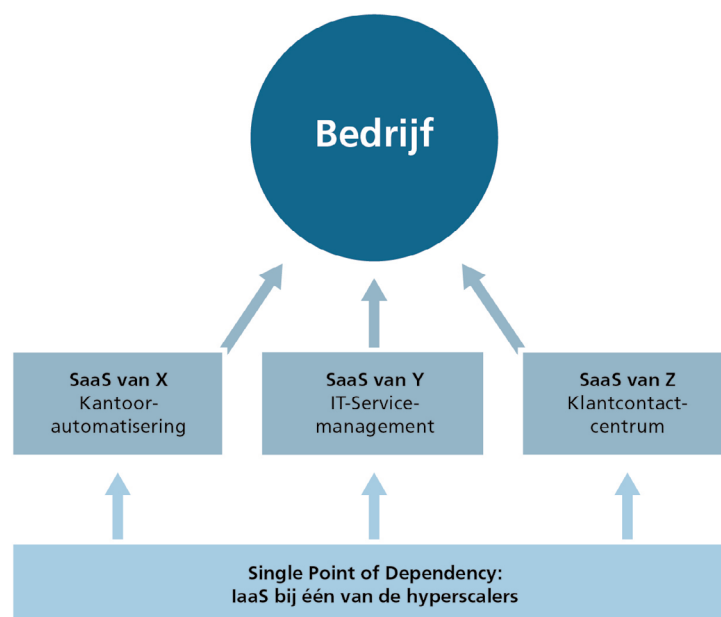 Bedrijf
SaaS van X
Kantoor-
automatisering
SaaS van Y
IT-Service-
management
SaaS van Z
Klantcontact-
centrum
Single Point of Dependency:
IaaS bij één van de hyperscalers